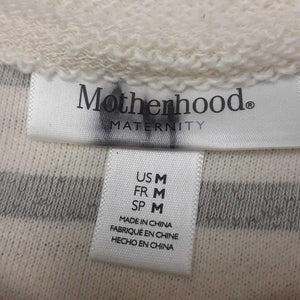 Motherhood®
MATERNITY
US M
FR M
SP M
MADE IN CHINA
FABRIQUÉ EN CHINE
HECHO EN CHINA